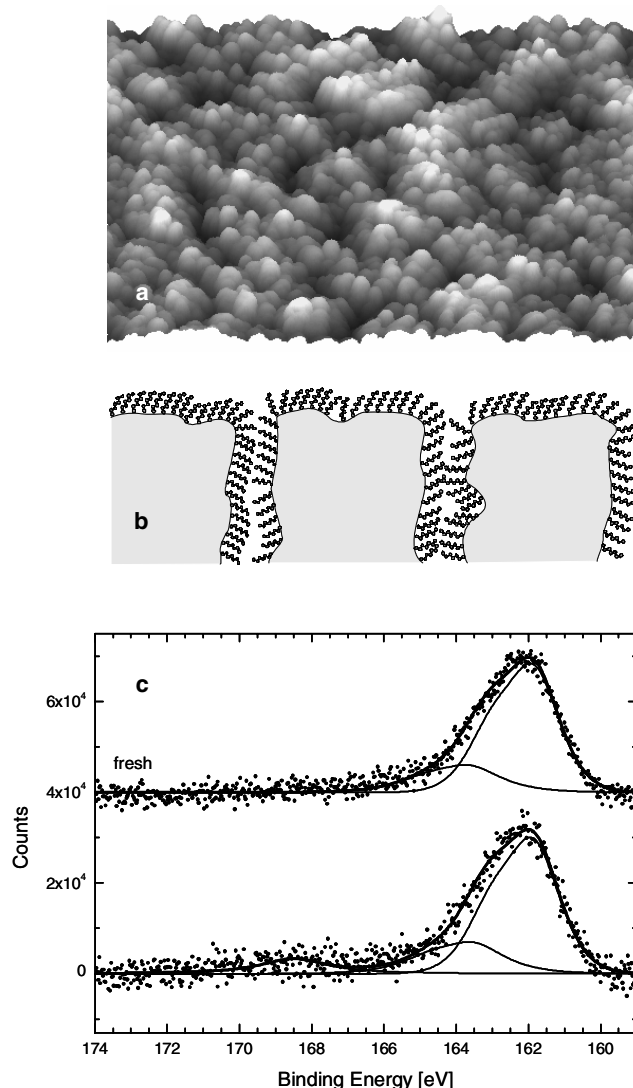 a
b
c
6x10⁴
fresh
4x10⁴
Counts
2x10⁴
0
174 172 170 168 166 164 162 160
Binding Energy [eV]